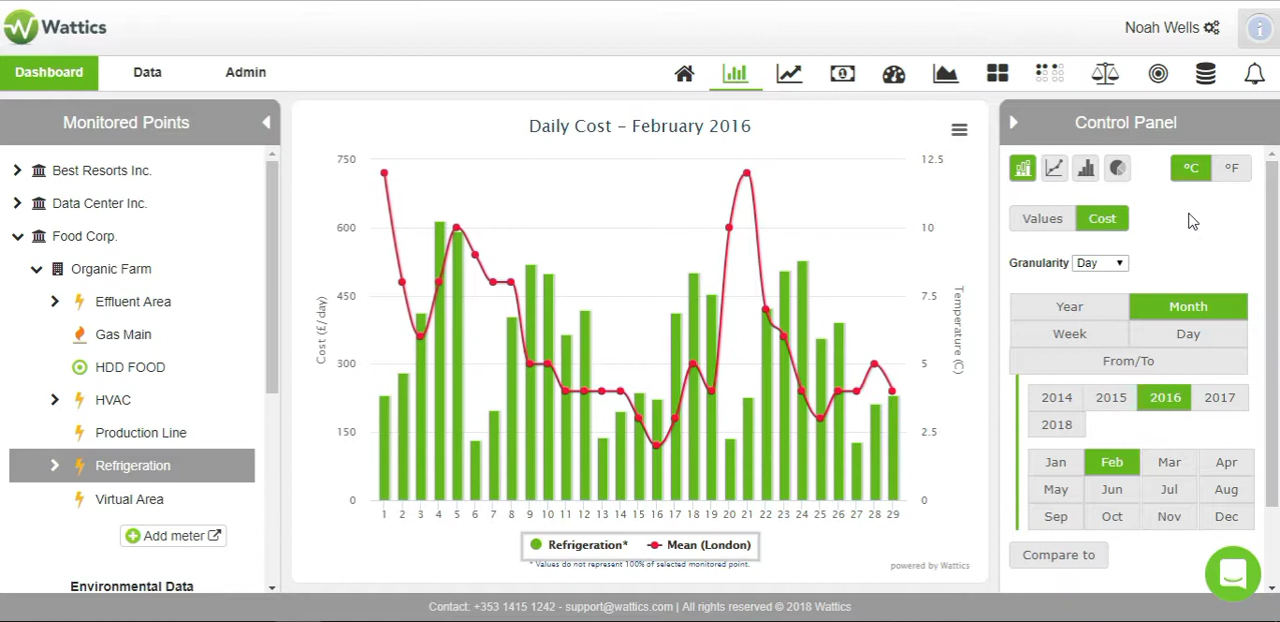 Wattics
Noah Wells
Dashboard Data Admin
Monitored Points
Best Resorts Inc.
Data Center Inc.
Food Corp.
Organic Farm
Effluent Area
Gas Main
HDD FOOD
HVAC
Production Line
Refrigeration
Virtual Area
Add meter
Environmental Data
Daily Cost – February 2016
Cost (£/day)
750
600
450
300
150
0
12.5
10
7.5
5
2.5
0
Temperature (C)
1 2 3 4 5 6 7 8 9 10 11 12 13 14 15 16 17 18 19 20 21 22 23 24 25 26 27 28 29
Refrigeration* Mean (London)
* Values do not represent 100% of selected monitored point.
powered by Wattics
Control Panel
°C °F
Values Cost
Granularity Day
Year Month
Week Day
From/To
2014 2015 2016 2017
2018
Jan Feb Mar Apr
May Jun Jul Aug
Sep Oct Nov Dec
Compare to
Contact: +353 1415 1242 - support@wattics.com | All rights reserved © 2018 Wattics